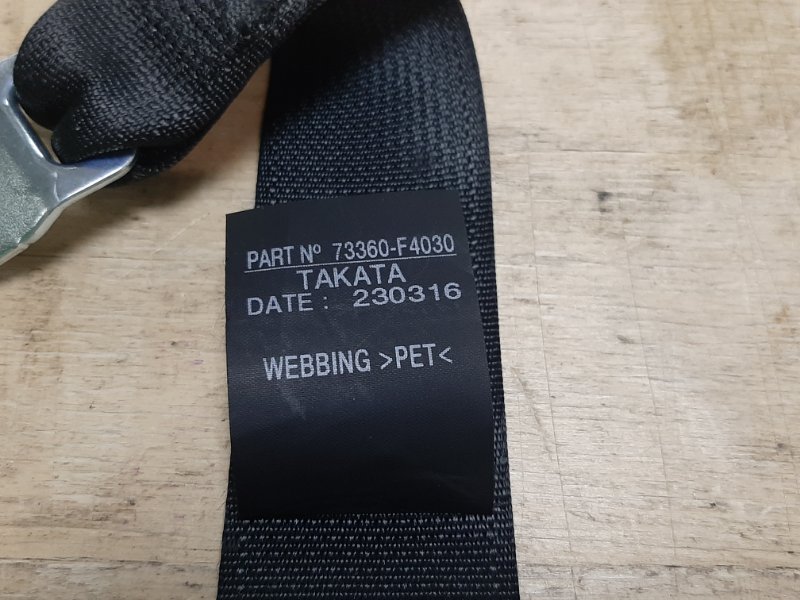 PART Nº 73360-F4030
TAKATA
DATE : 230316
WEBBING >PET<